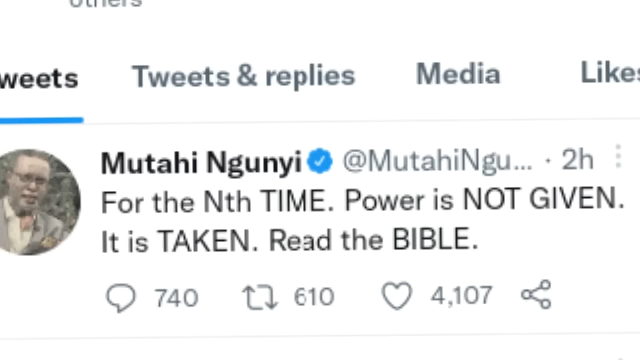 others
weets Tweets & replies Media Likes
Mutahi Ngunyi @MutahiNgu... · 2h
For the Nth TIME. Power is NOT GIVEN.
It is TAKEN. Read the BIBLE.
740 610 4,107